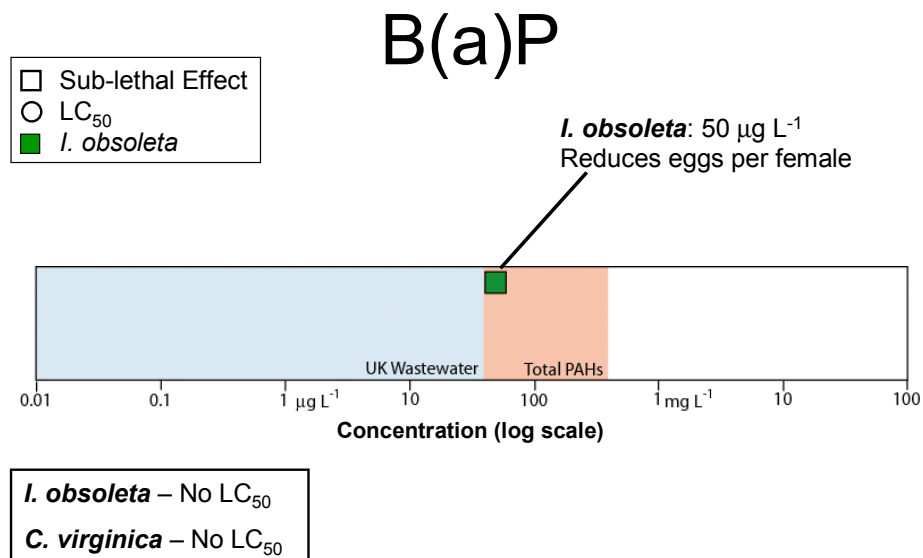 B(a)P
Sub-lethal Effect
LC50
I. obsoleta
I. obsoleta: 50 μg L-1
Reduces eggs per female
UK Wastewater
Total PAHs
0.01 0.1 1 μg L-1 10 100 1 mg L-1 10 100
Concentration (log scale)
I. obsoleta – No LC50
C. virginica – No LC50